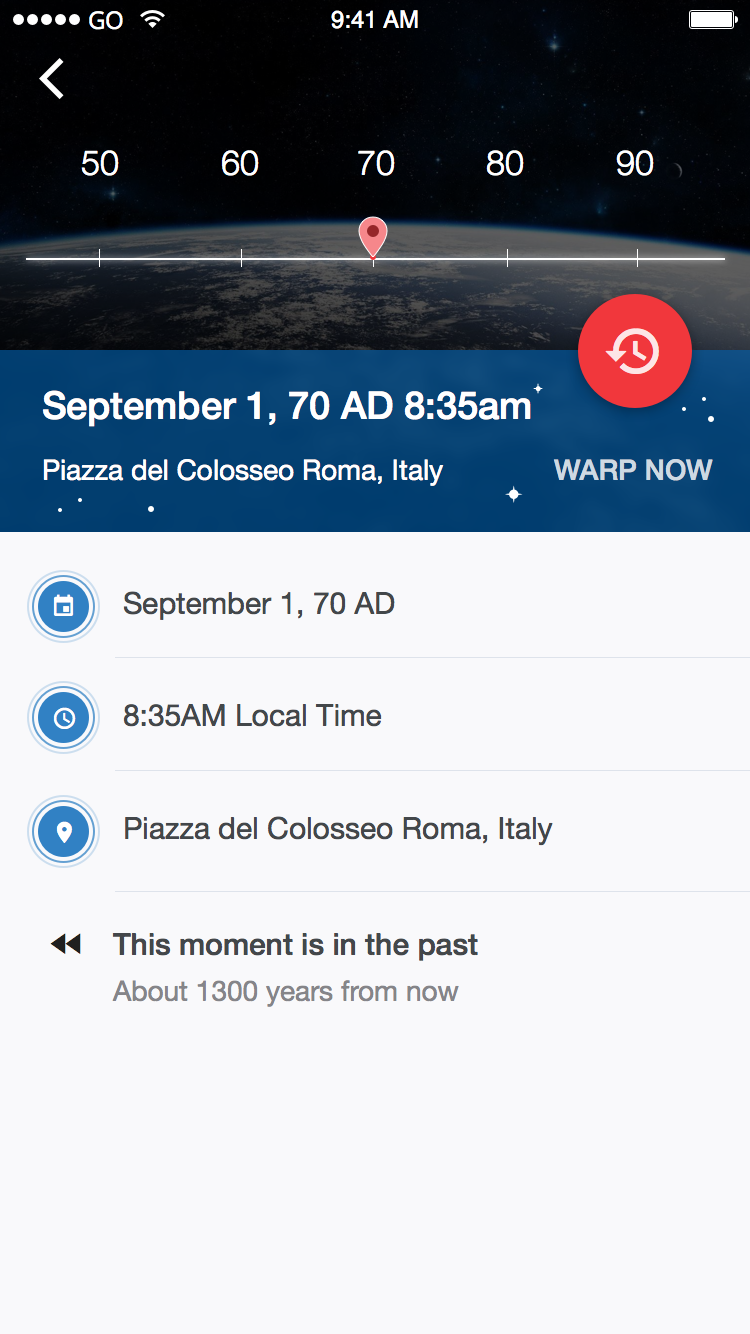 GO 9:41 AM
50 60 70 80 90
September 1, 70 AD 8:35am
Piazza del Colosseo Roma, Italy WARP NOW
September 1, 70 AD
8:35AM Local Time
Piazza del Colosseo Roma, Italy
This moment is in the past
About 1300 years from now